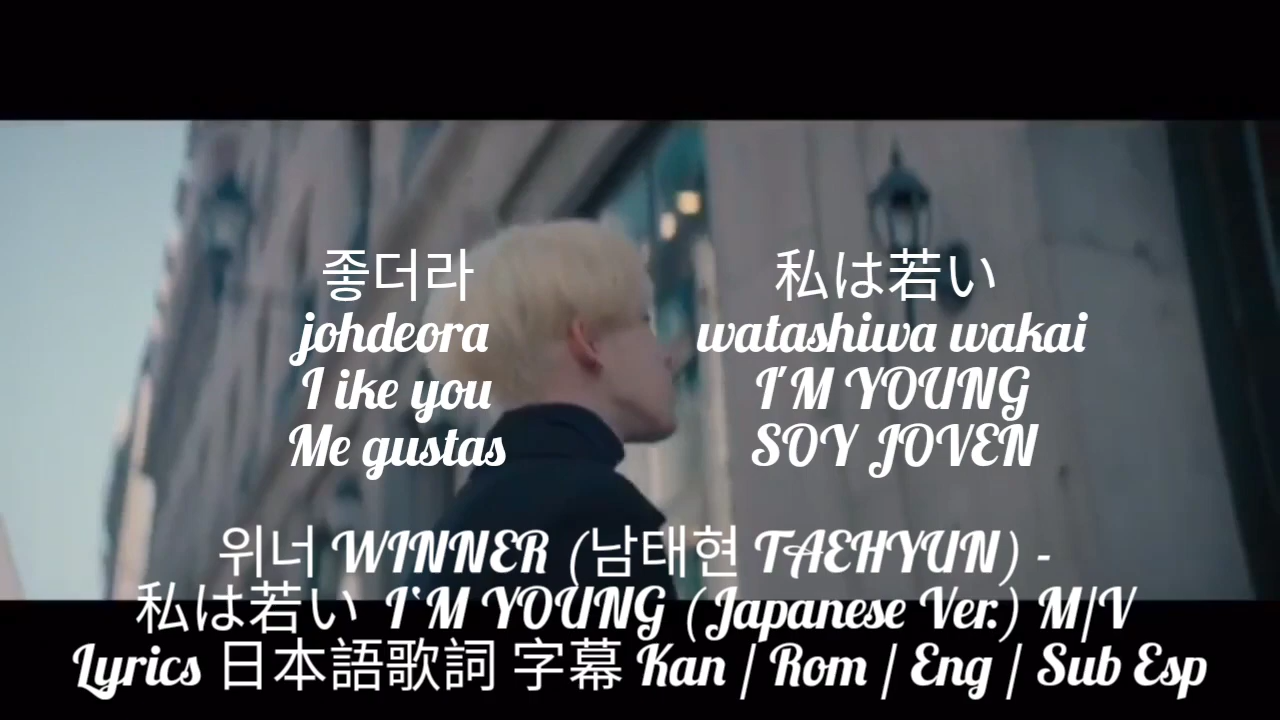 좋더라
johdeora
I ike you
Me gustas
私は若い
watashiwa wakai
I'M YOUNG
SOY JOVEN
위너 WINNER (남태현 TAEHYUN) -
私は若い I'M YOUNG (Japanese Ver.) M/V
Lyrics 日本語歌詞 字幕 Kan / Rom / Eng / Sub Esp